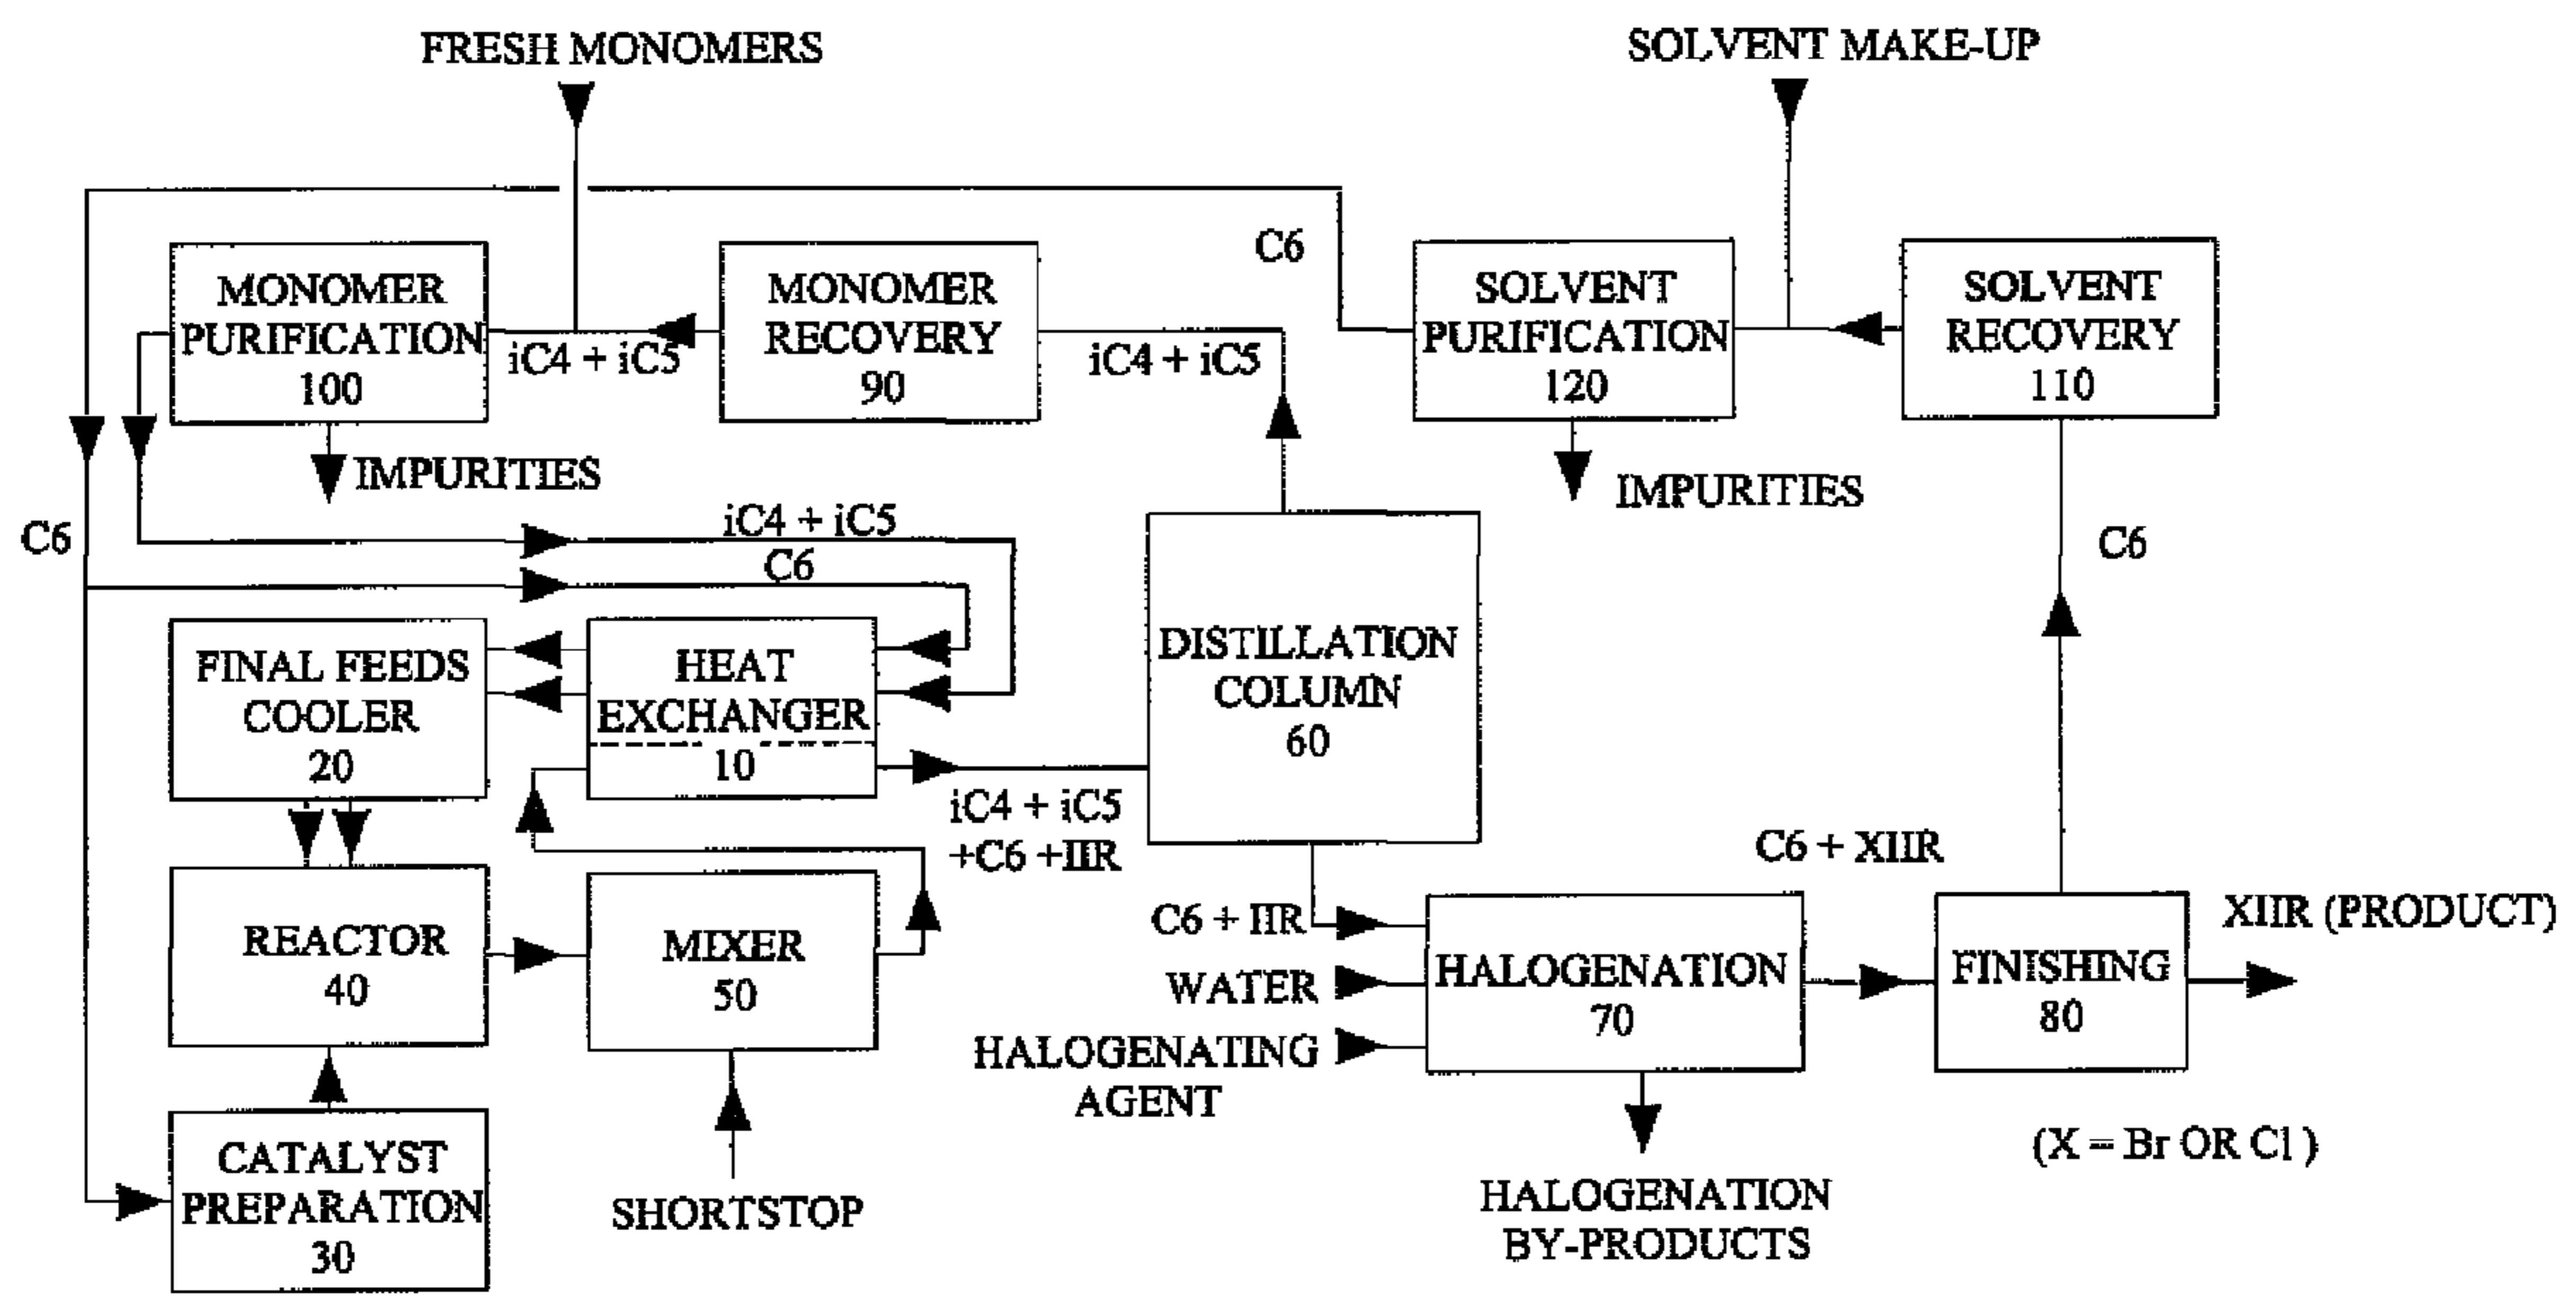 FRESH MONOMERS
SOLVENT MAKE-UP
MONOMER
PURIFICATION
100
iC4 + iC5
MONOMER
RECOVERY
90
iC4 + iC5
C6
SOLVENT
PURIFICATION
120
SOLVENT
RECOVERY
110
IMPURITIES
IMPURITIES
C6
iC4 + iC5
C6
C6
FINAL FEEDS
COOLER
20
HEAT
EXCHANGER
10
DISTILLATION
COLUMN
60
iC4 + iC5
+C6 +IIR
REACTOR
40
MIXER
50
C6 + IIR
WATER
HALOGENATING
AGENT
HALOGENATION
70
C6 + XIIR
FINISHING
80
XIIR (PRODUCT)
CATALYST
PREPARATION
30
SHORTSTOP
HALOGENATION
BY-PRODUCTS
(X = Br OR Cl )